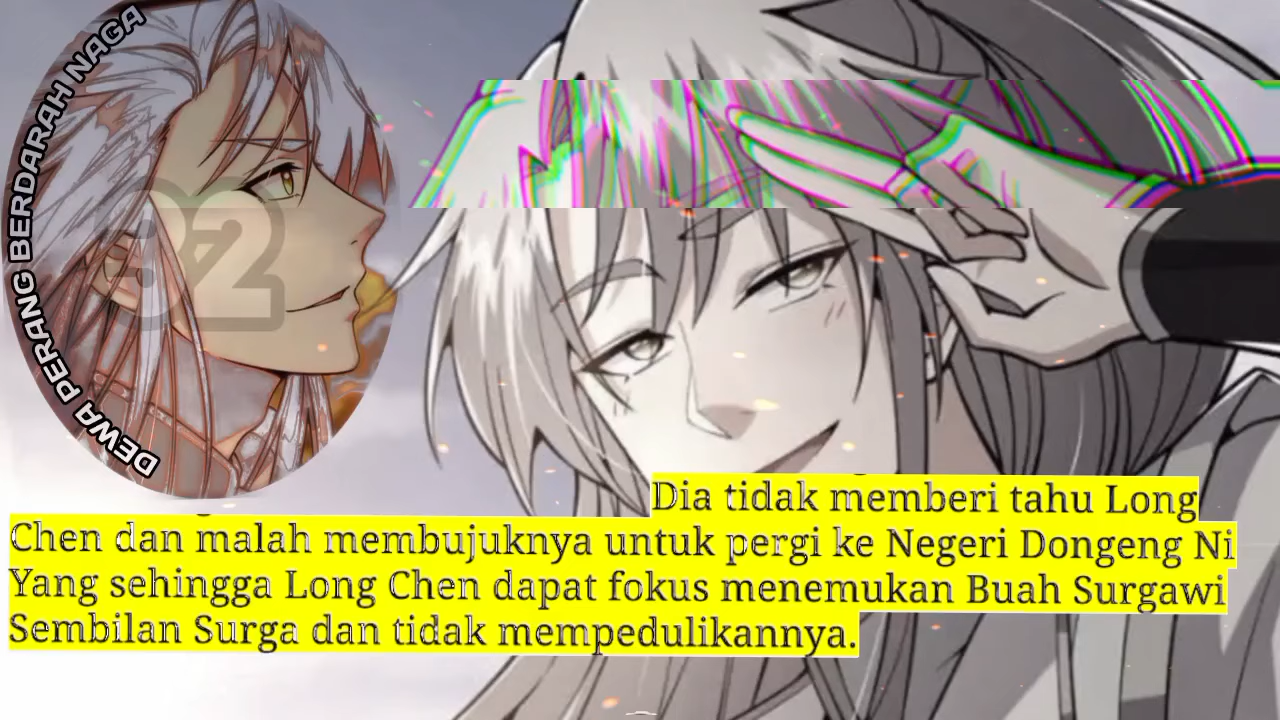 DEWA PERANG BERDARAH NAGA
92
Dia tidak memberi tahu Long
Chen dan malah membujuknya untuk pergi ke Negeri Dongeng Ni
Yang sehingga Long Chen dapat fokus menemukan Buah Surgawi
Sembilan Surga dan tidak mempedulikannya.